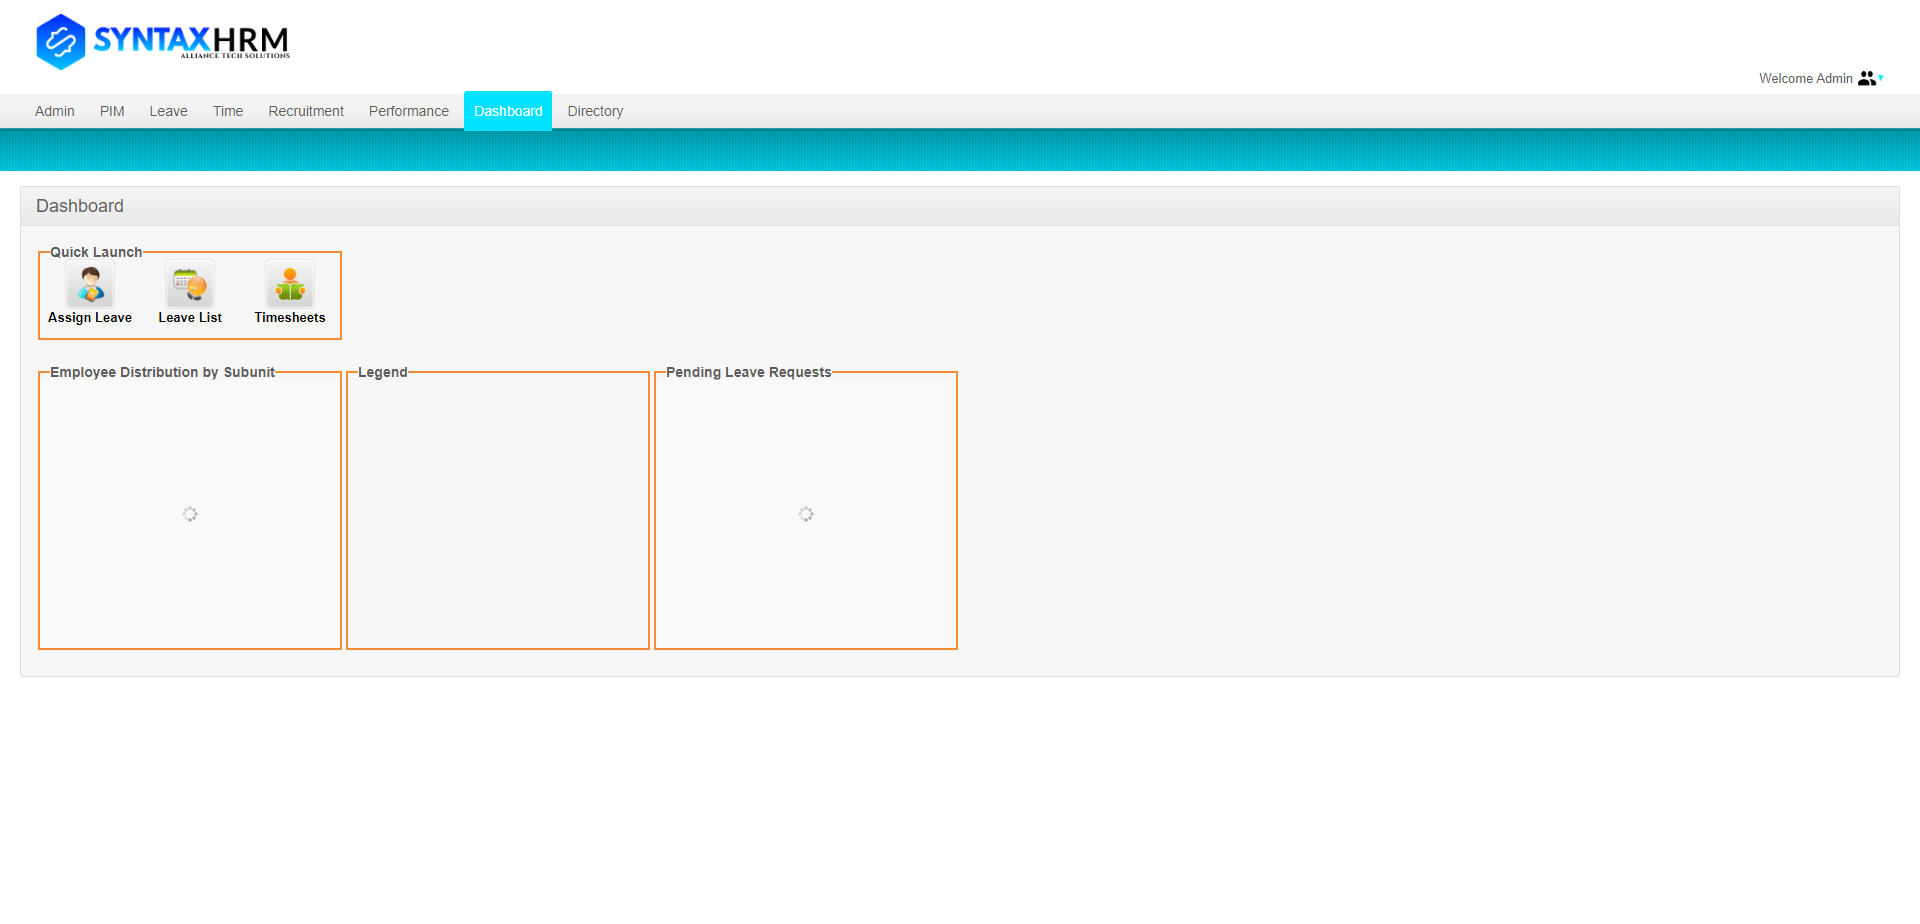 SYNTAXHRM
ALLIANCE TECH SOLUTIONS
Welcome Admin
Admin PIM Leave Time Recruitment Performance Dashboard Directory
Dashboard
Quick Launch
Assign Leave Leave List Timesheets
Employee Distribution by Subunit Legend Pending Leave Requests